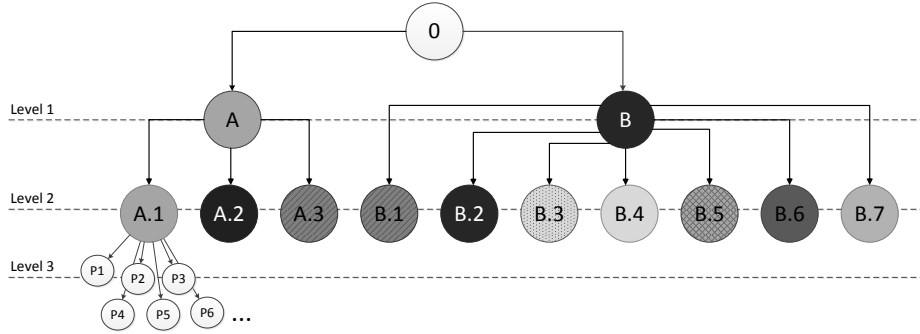 0
Level 1
A
B
Level 2
A.1 A.2 A.3 B.1 B.2 B.3 B.4 B.5 B.6 B.7
Level 3
P1 P2 P3
P4 P5 P6 ...